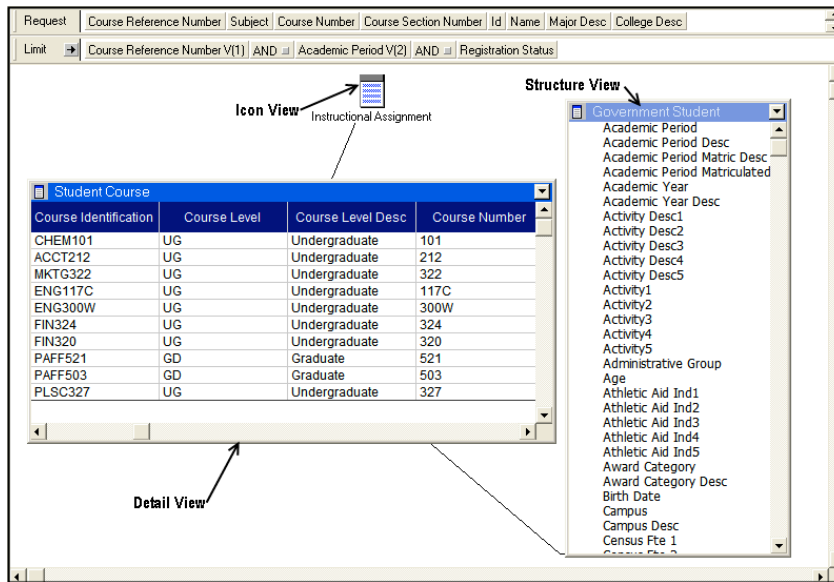 Request Course Reference Number Subject Course Number Course Section Number Id Name Major Desc College Desc
Limit Course Reference Number V(1) AND Academic Period V(2) AND Registration Status
Icon View
Instructional Assignment
Structure View
Student Course
Course Identification Course Level Course Level Desc Course Number
CHEM101 UG Undergraduate 101
ACCT212 UG Undergraduate 212
MKTG322 UG Undergraduate 322
ENG117C UG Undergraduate 117C
ENG300W UG Undergraduate 300W
FIN324 UG Undergraduate 324
FIN320 UG Undergraduate 320
PAFF521 GD Graduate 521
PAFF503 GD Graduate 503
PLSC327 UG Undergraduate 327
Detail View
Government Student
Academic Period
Academic Period Desc
Academic Period Matric Desc
Academic Period Matriculated
Academic Year
Academic Year Desc
Activity Desc1
Activity Desc2
Activity Desc3
Activity Desc4
Activity Desc5
Activity1
Activity2
Activity3
Activity4
Activity5
Administrative Group
Age
Athletic Aid Ind1
Athletic Aid Ind2
Athletic Aid Ind3
Athletic Aid Ind4
Athletic Aid Ind5
Award Category
Award Category Desc
Birth Date
Campus
Campus Desc
Census Fte 1